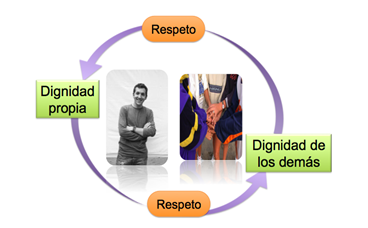 Respeto
Dignidad
propia
Dignidad de
los demás
Respeto